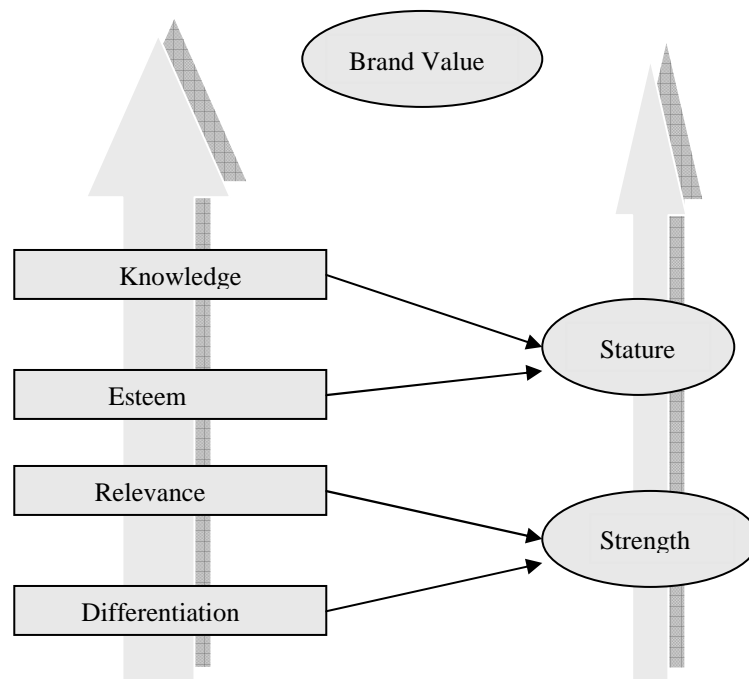 Brand Value
Knowledge
Stature
Esteem
Relevance
Strength
Differentiation